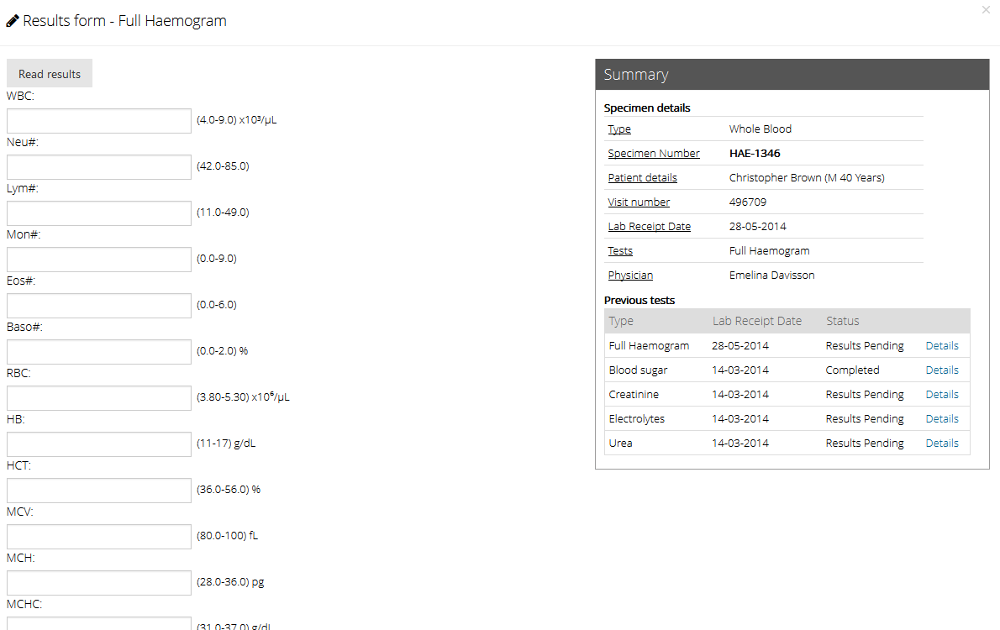 Results form - Full Haemogram
×
Read results
WBC:
(4.0-9.0) x10³/µL
Neu#:
(42.0-85.0)
Lym#:
(11.0-49.0)
Mon#:
(0.0-9.0)
Eos#:
(0.0-6.0)
Baso#:
(0.0-2.0) %
RBC:
(3.80-5.30) x10⁶/µL
HB:
(11-17) g/dL
HCT:
(36.0-56.0) %
MCV:
(80.0-100) fL
MCH:
(28.0-36.0) pg
MCHC:
(31.0-37.0) g/dL
Summary
Specimen details
Type Whole Blood
Specimen Number HAE-1346
Patient details Christopher Brown (M 40 Years)
Visit number 496709
Lab Receipt Date 28-05-2014
Tests Full Haemogram
Physician Emelina Davisson
Previous tests
Type Lab Receipt Date Status
Full Haemogram 28-05-2014 Results Pending Details
Blood sugar 14-03-2014 Completed Details
Creatinine 14-03-2014 Results Pending Details
Electrolytes 14-03-2014 Results Pending Details
Urea 14-03-2014 Results Pending Details